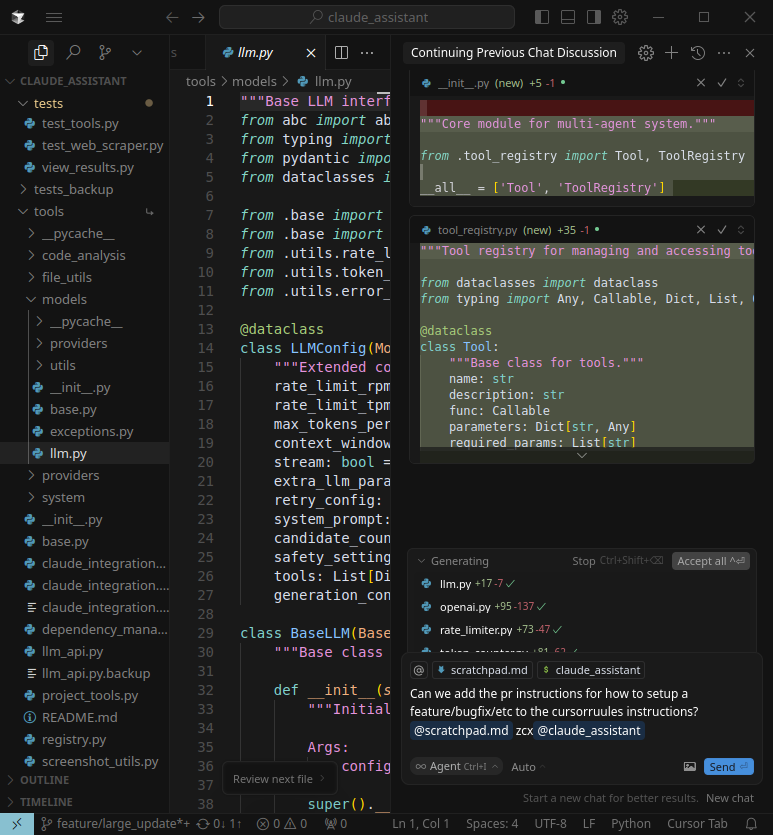 claude_assistant
CLAUDE_ASSISTANT
tests
test_tools.py
test_web_scraper.py
view_results.py
tests_backup
tools
__pycache__
code_analysis
file_utils
models
__pycache__
providers
utils
__init__.py
base.py
exceptions.py
llm.py
providers
system
__init__.py
base.py
claude_integration...
claude_integration...
claude_integration....
dependency_mana...
llm_api.py
llm_api.py.backup
project_tools.py
README.md
registry.py
screenshot_utils.py
OUTLINE
TIMELINE
s
llm.py
tools > models > llm.py
1 """Base LLM interf
2 from abc import ab
3 from typing import
4 from pydantic impo
5 from dataclasses i
6
7 from .base import
8 from .base import
9 from .utils.rate_l
10 from .utils.token_
11 from .utils.error_
12
13 @dataclass
14 class LLMConfig(Mo
15 """Extended co
16 rate_limit_rpm
17 rate_limit_tpm
18 max_tokens_per
19 context_window
20 stream: bool =
21 extra_llm_para
22 retry_config:
23 system_prompt:
24 candidate_coun
25 safety_setting
26 tools: List[Di
27 generation_con
28
29 class BaseLLM(Base
30 """Base class
31
32 def __init__(s
33 """Initial
34
35 Args:
36 config
37
38 super().__
Review next file
Continuing Previous Chat Discussion
__init__.py (new) +5 -1
"""Core module for multi-agent system."""
from .tool_registry import Tool, ToolRegistry
__all__ = ['Tool', 'ToolRegistry']
tool_registry.py (new) +35 -1
"""Tool registry for managing and accessing too
from dataclasses import dataclass
from typing import Any, Callable, Dict, List,
@dataclass
class Tool:
"""Base class for tools."""
name: str
description: str
func: Callable
parameters: Dict[str, Any]
required_params: List[str]
Generating Stop Ctrl+Shift+⌫ Accept all ^⏎
llm.py +17 -7
openai.py +95 -137
rate_limiter.py +73 -47
token_counter.py +81 -62
@ scratchpad.md $ claude_assistant
Can we add the pr instructions for how to setup a
feature/bugfix/etc to the cursorruules instructions?
@scratchpad.md zcx @claude_assistant
∞ Agent Ctrl+I Auto Send ⏎
Start a new chat for better results. New chat
feature/large_update*+ 0↓ 1↑ 0 0 0 Ln 1, Col 1 Spaces: 4 UTF-8 LF Python Cursor Tab